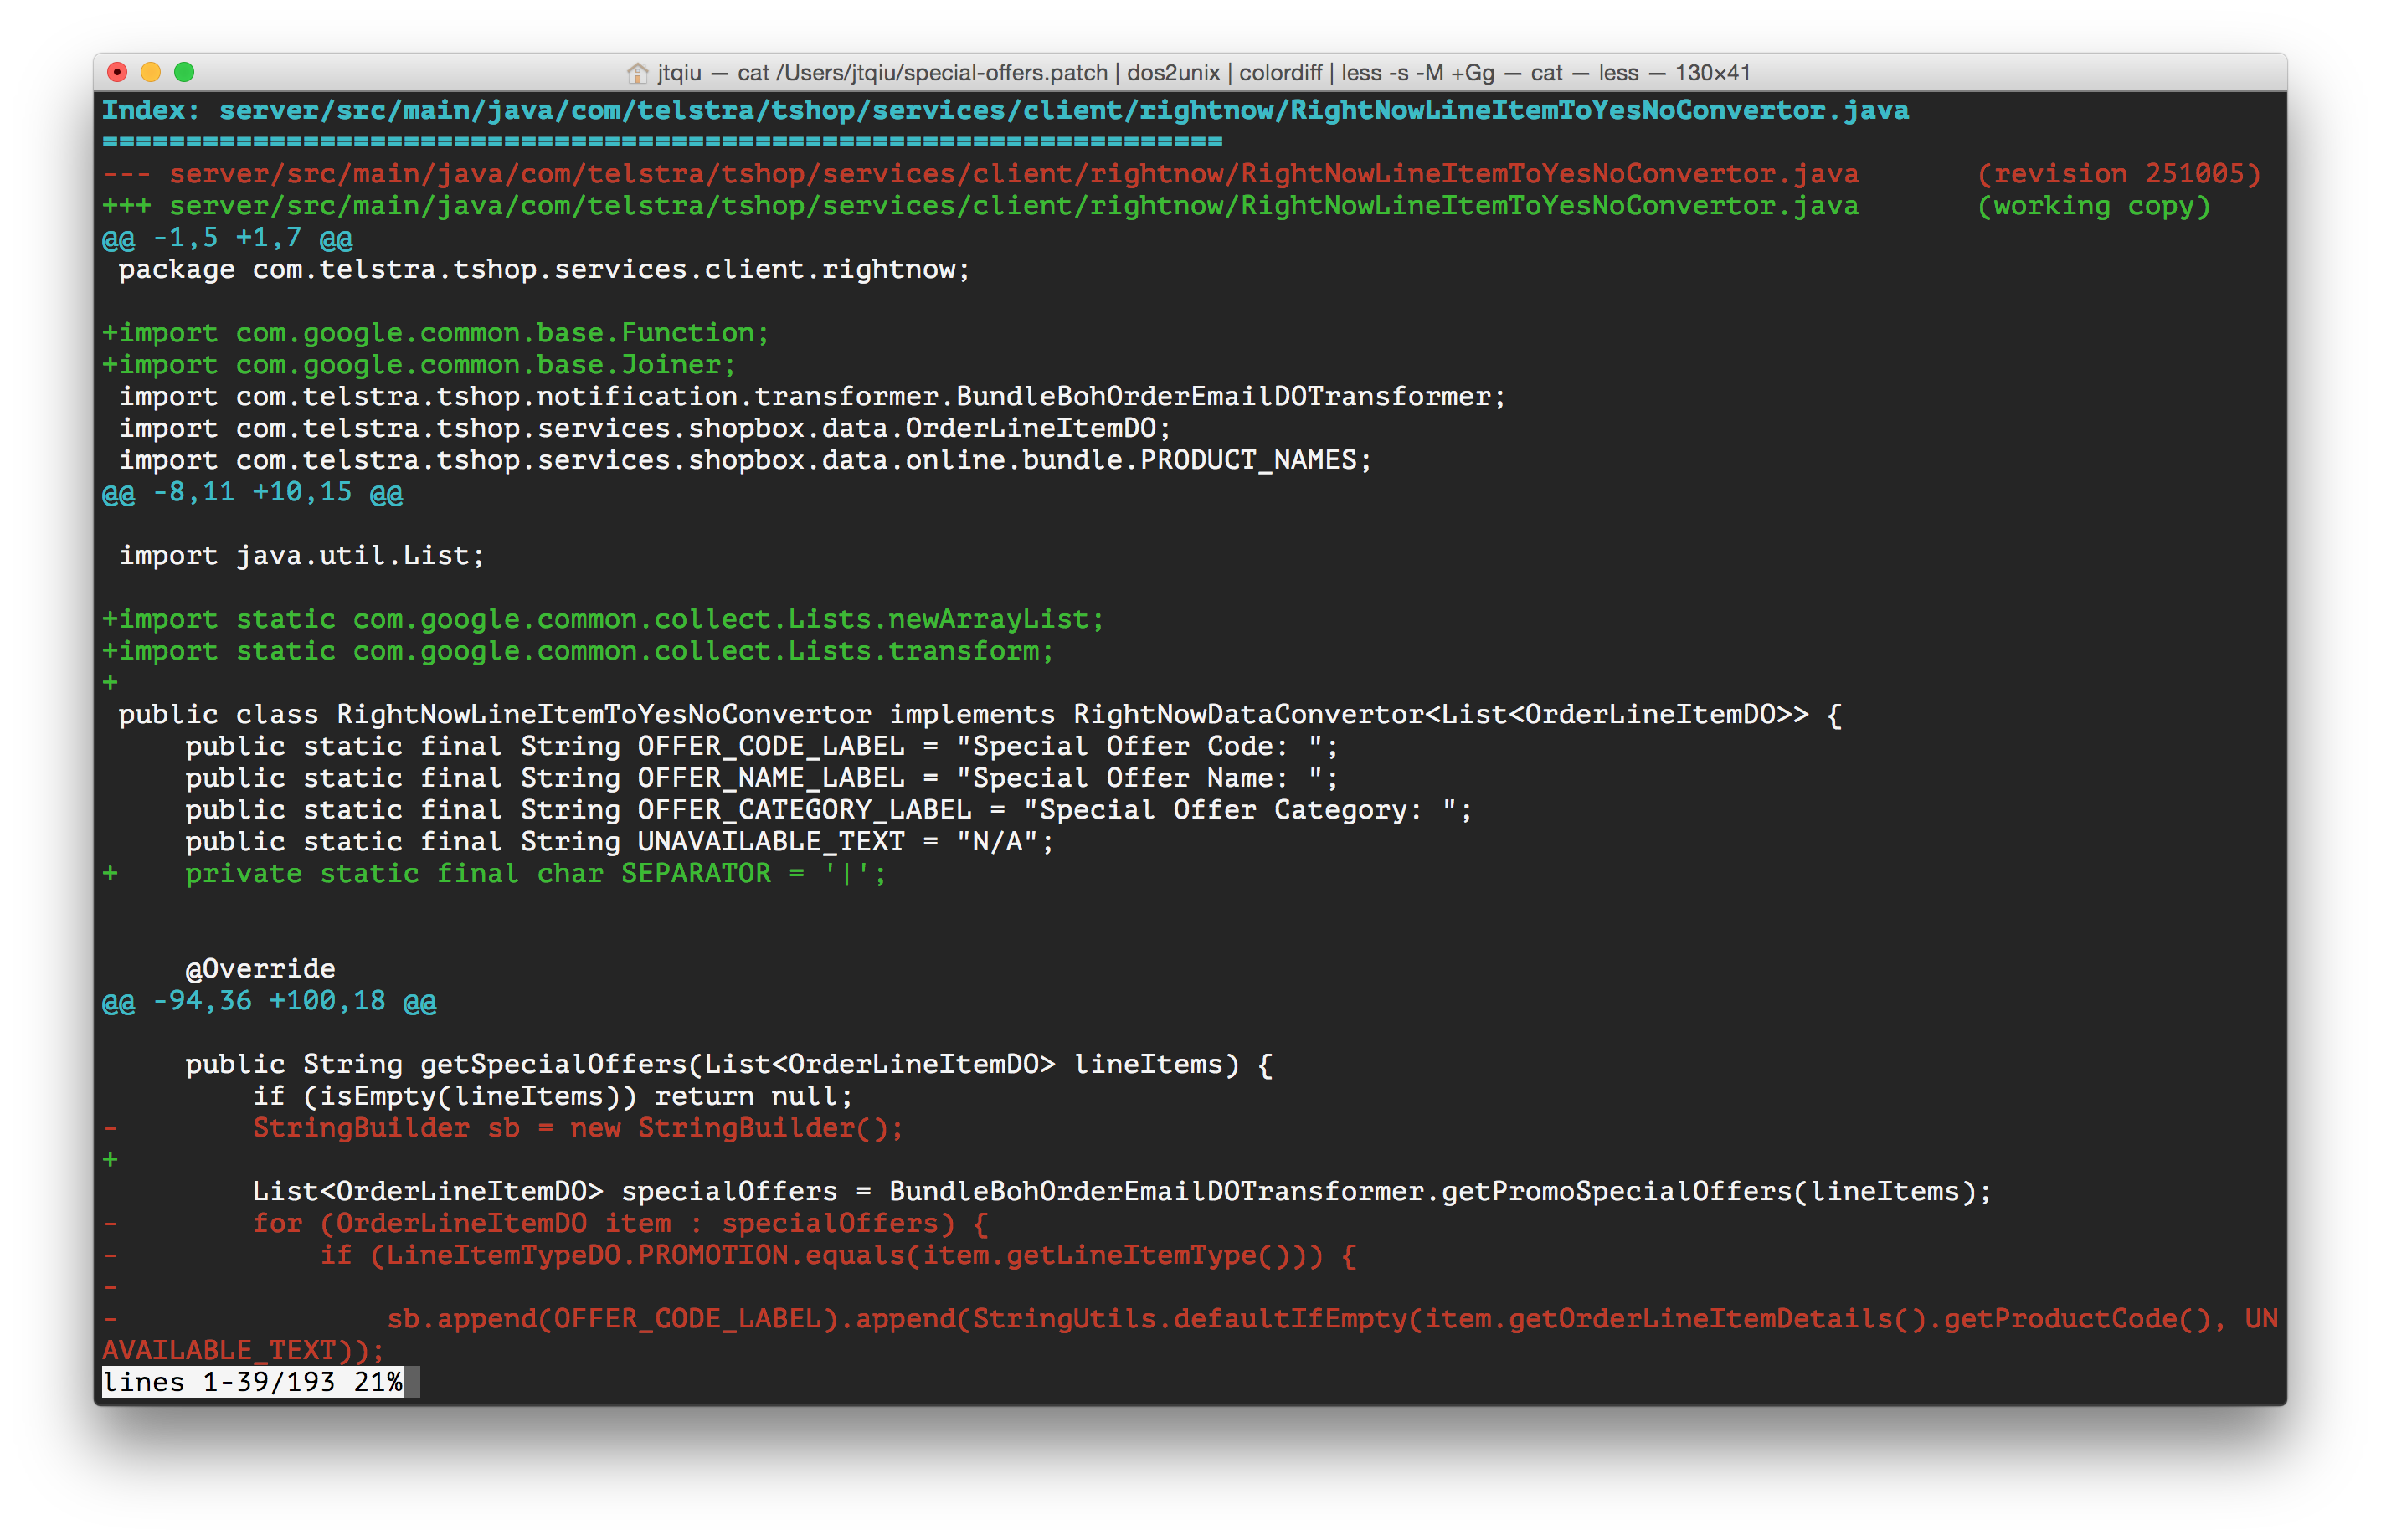 jtqiu — cat /Users/jtqiu/special-offers.patch | dos2unix | colordiff | less -s -M +Gg — cat — less — 130×41
Index: server/src/main/java/com/telstra/tshop/services/client/rightnow/RightNowLineItemToYesNoConvertor.java
===================================================================
--- server/src/main/java/com/telstra/tshop/services/client/rightnow/RightNowLineItemToYesNoConvertor.java       (revision 251005)
+++ server/src/main/java/com/telstra/tshop/services/client/rightnow/RightNowLineItemToYesNoConvertor.java       (working copy)
@@ -1,5 +1,7 @@
 package com.telstra.tshop.services.client.rightnow;

+import com.google.common.base.Function;
+import com.google.common.base.Joiner;
 import com.telstra.tshop.notification.transformer.BundleBohOrderEmailDOTransformer;
 import com.telstra.tshop.services.shopbox.data.OrderLineItemDO;
 import com.telstra.tshop.services.shopbox.data.online.bundle.PRODUCT_NAMES;
@@ -8,11 +10,15 @@

 import java.util.List;

+import static com.google.common.collect.Lists.newArrayList;
+import static com.google.common.collect.Lists.transform;
+
 public class RightNowLineItemToYesNoConvertor implements RightNowDataConvertor<List<OrderLineItemDO>> {
     public static final String OFFER_CODE_LABEL = "Special Offer Code: ";
     public static final String OFFER_NAME_LABEL = "Special Offer Name: ";
     public static final String OFFER_CATEGORY_LABEL = "Special Offer Category: ";
     public static final String UNAVAILABLE_TEXT = "N/A";
+    private static final char SEPARATOR = '|';


     @Override
@@ -94,36 +100,18 @@

     public String getSpecialOffers(List<OrderLineItemDO> lineItems) {
         if (isEmpty(lineItems)) return null;
-        StringBuilder sb = new StringBuilder();
+
         List<OrderLineItemDO> specialOffers = BundleBohOrderEmailDOTransformer.getPromoSpecialOffers(lineItems);
-        for (OrderLineItemDO item : specialOffers) {
-            if (LineItemTypeDO.PROMOTION.equals(item.getLineItemType())) {
-
-                sb.append(OFFER_CODE_LABEL).append(StringUtils.defaultIfEmpty(item.getOrderLineItemDetails().getProductCode(), UN
AVAILABLE_TEXT));
lines 1-39/193 21%